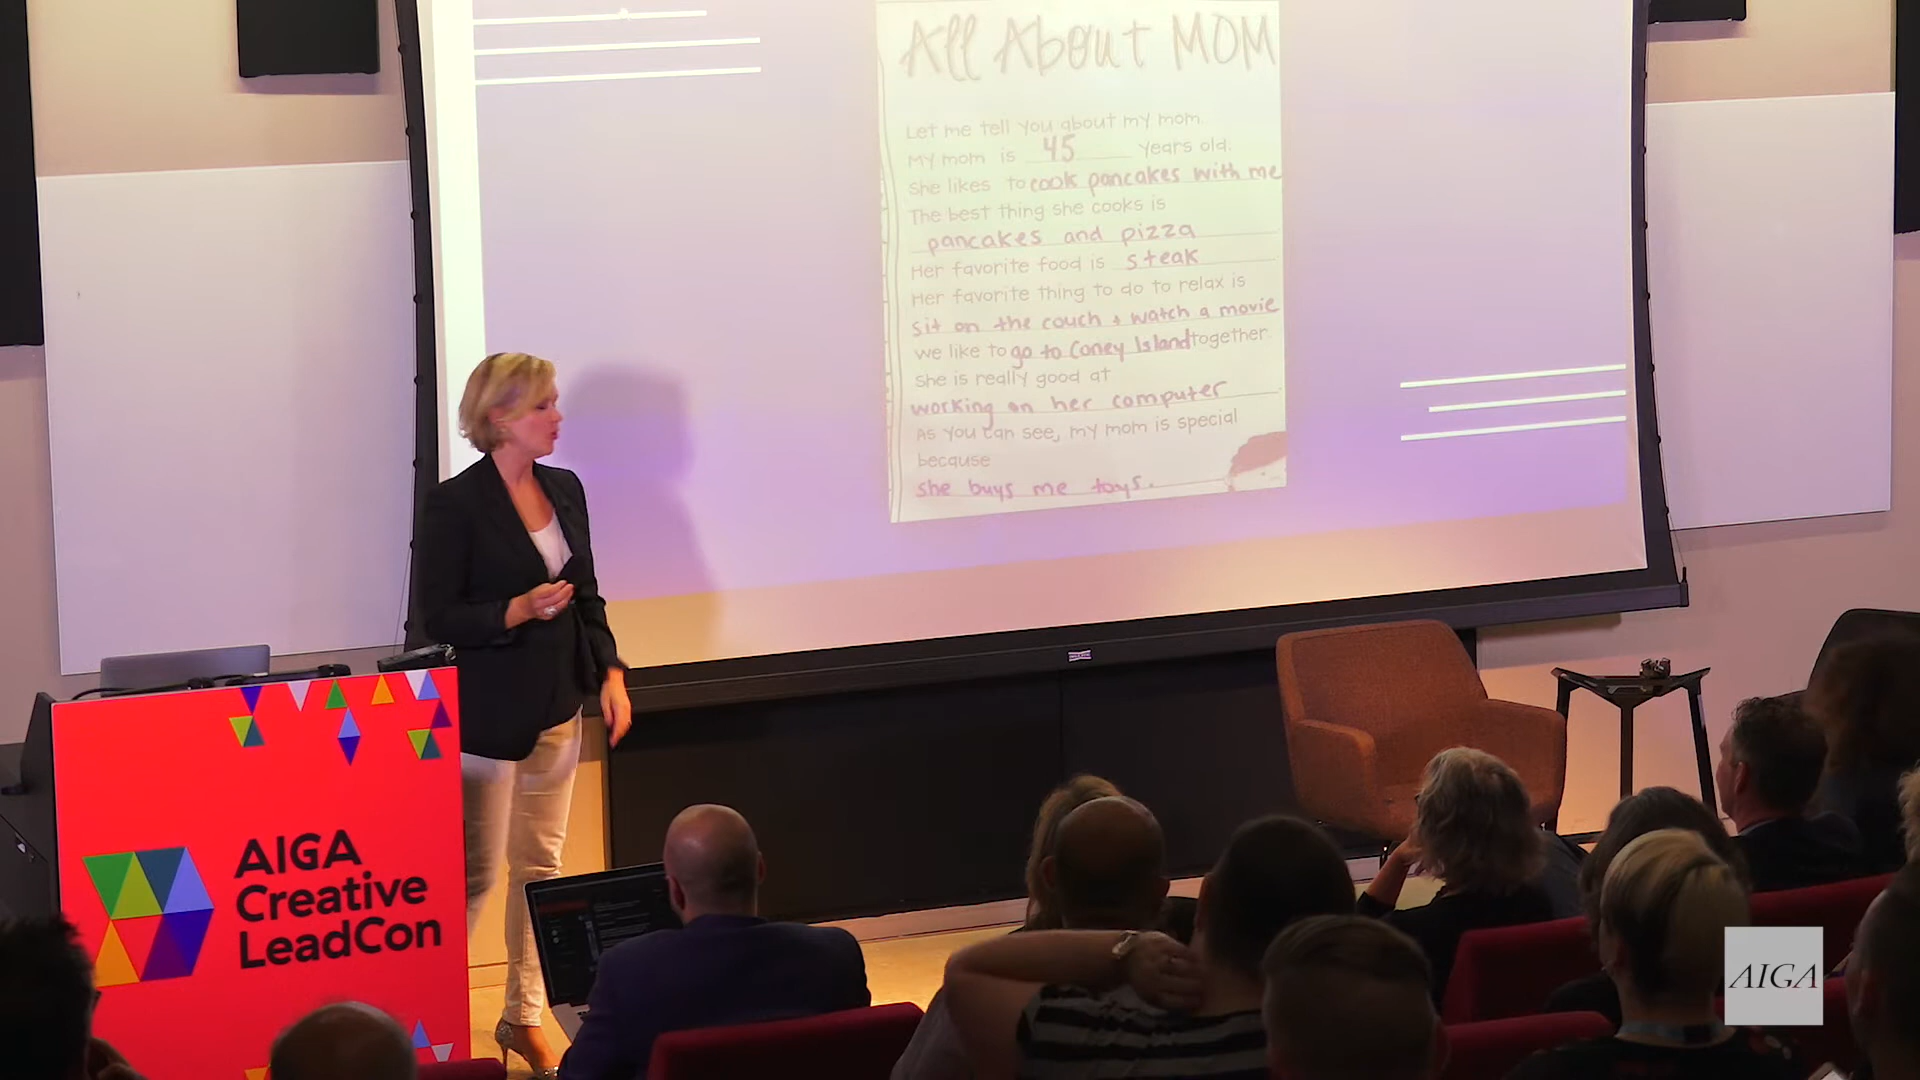 All About MOM
Let me tell you about my mom.
My mom is 45 years old.
She likes to cook pancakes with me
The best thing she cooks is
pancakes and pizza
Her favorite food is steak
Her favorite thing to do to relax is
sit on the couch + watch a movie
We like to go to Coney Island together.
She is really good at
working on her computer
As you can see, my mom is special
because
she buys me toys.
AIGA
Creative
LeadCon
AIGA